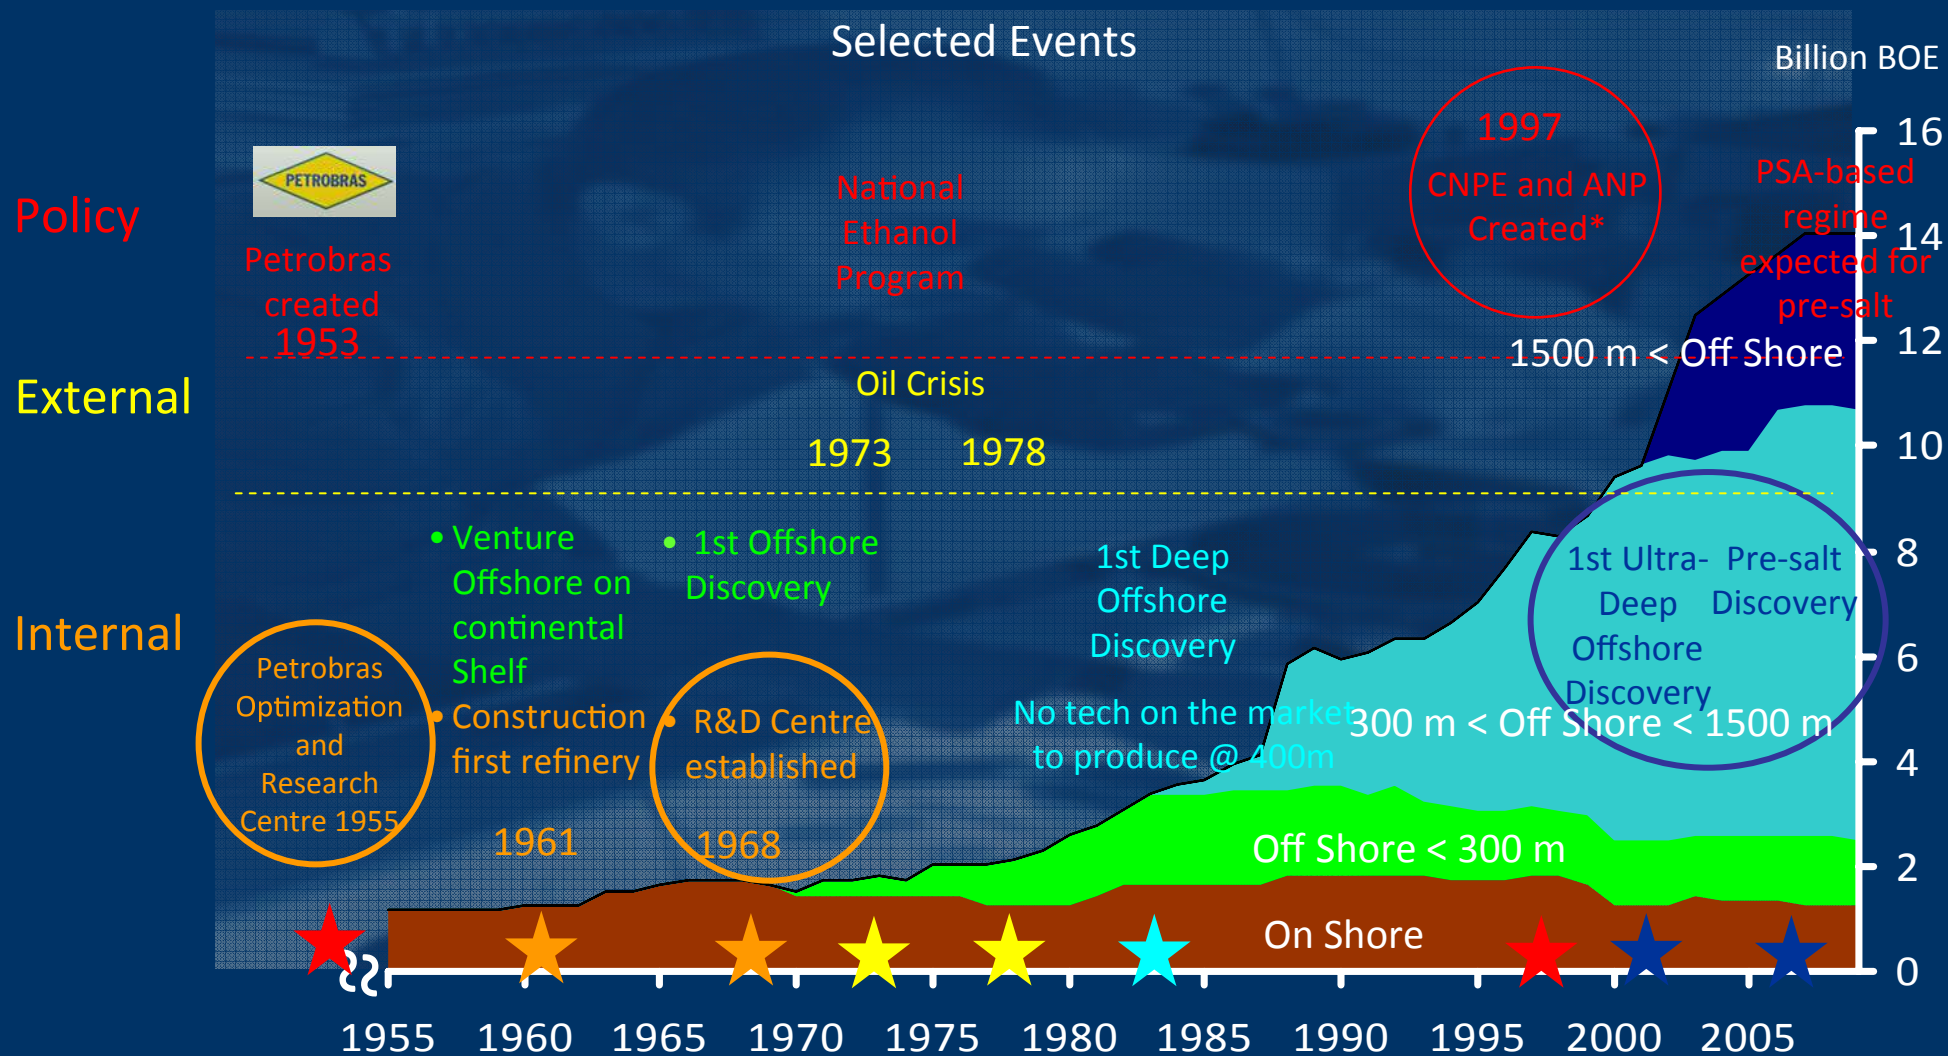 Selected Events
Billion BOE
Policy
External
Internal
PETROBRAS
Petrobras
created
1953
National
Ethanol
Program
1997
CNPE and ANP
Created*
PSA-based
regime
expected for
pre-salt
Oil Crisis
1973
1978
• Venture
Offshore on
continental
Shelf
• Construction
first refinery
1961
• 1st Offshore
Discovery
• R&D Centre
established
1968
Petrobras
Optimization
and
Research
Centre 1955
1st Deep
Offshore
Discovery
No tech on the market
to produce @ 400m
1st Ultra-
Deep
Offshore
Discovery
Pre-salt
Discovery
1500 m < Off Shore
300 m < Off Shore < 1500 m
Off Shore < 300 m
On Shore
16
14
12
10
8
6
4
2
0
1955 1960 1965 1970 1975 1980 1985 1990 1995 2000 2005